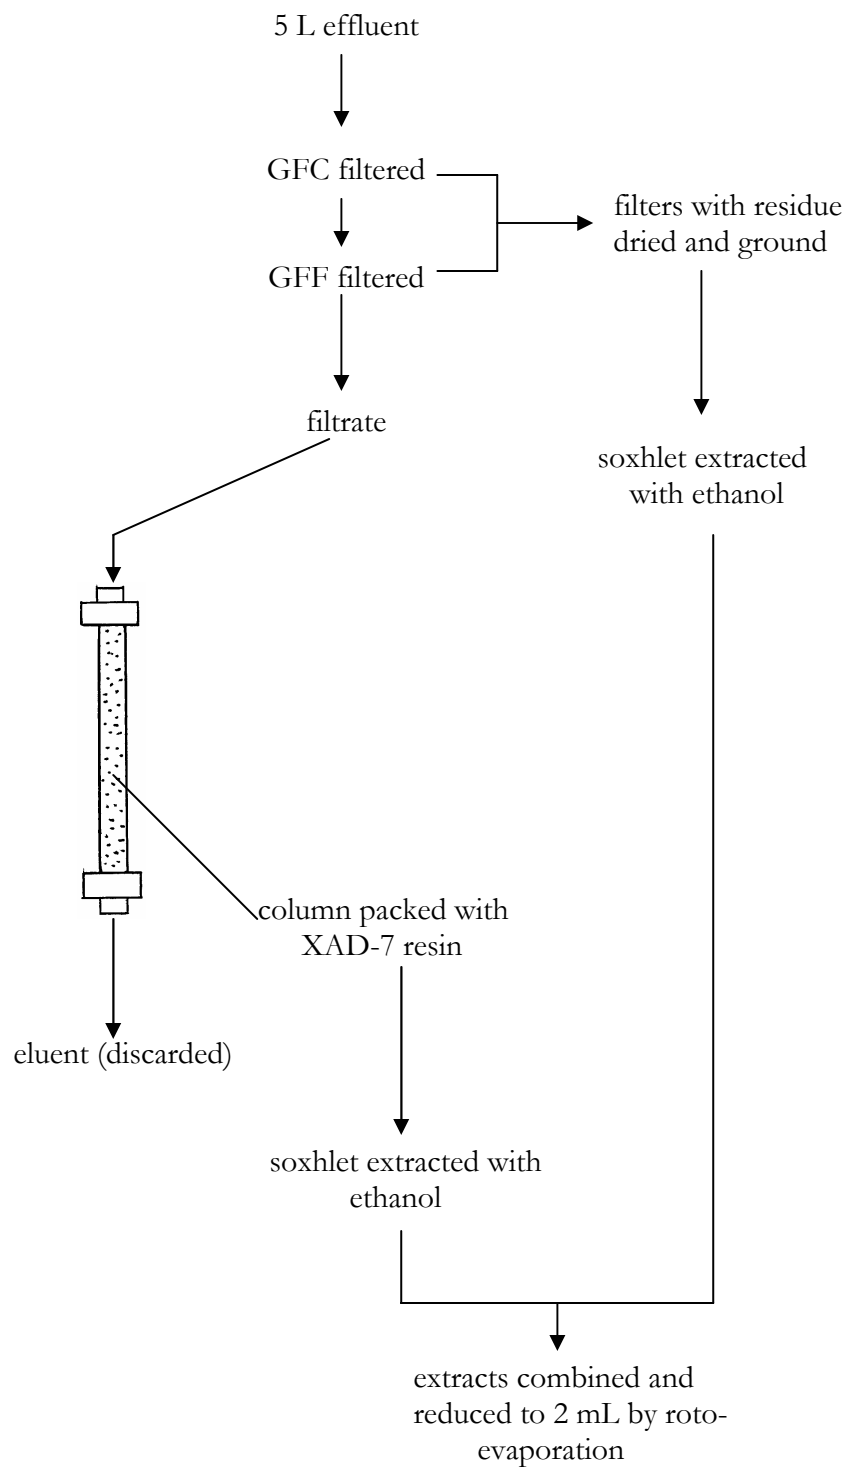 5 L effluent
GFC filtered
filters with residue
dried and ground
GFF filtered
filtrate
soxhlet extracted
with ethanol
column packed with
XAD-7 resin
eluent (discarded)
soxhlet extracted with
ethanol
extracts combined and
reduced to 2 mL by roto-
evaporation